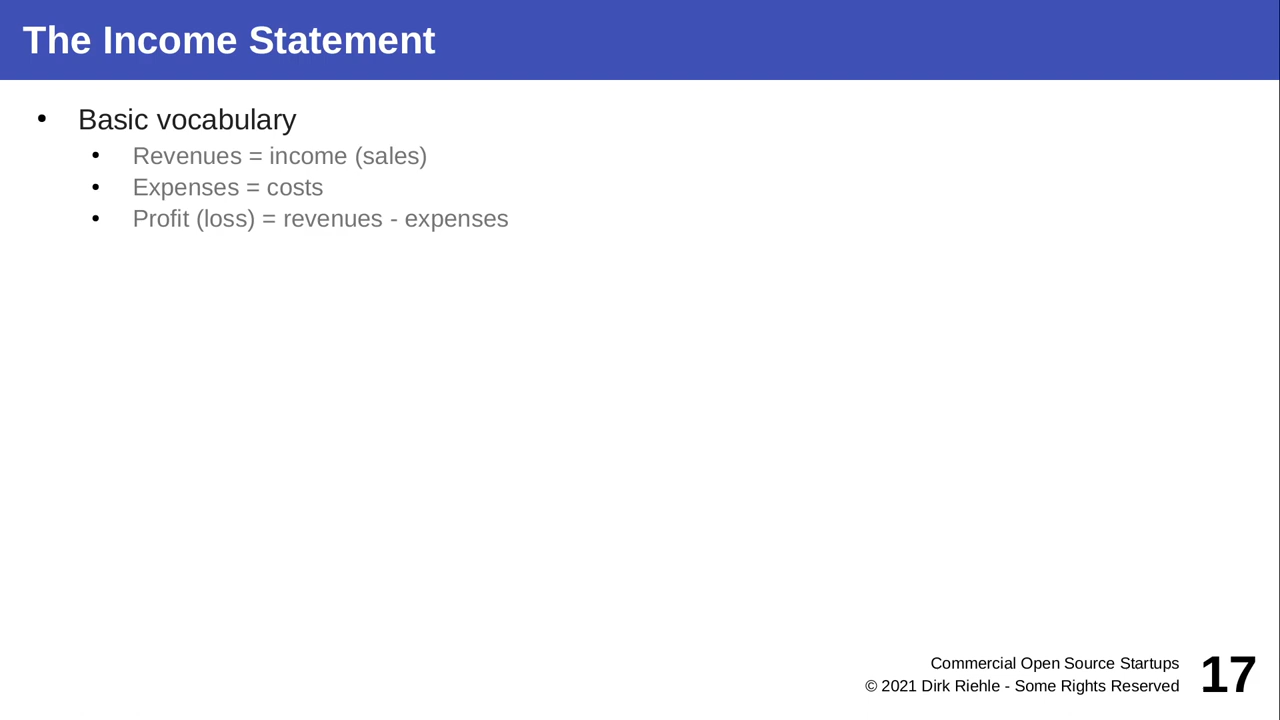 The Income Statement
• Basic vocabulary
• Revenues = income (sales)
• Expenses = costs
• Profit (loss) = revenues - expenses
Commercial Open Source Startups
© 2021 Dirk Riehle - Some Rights Reserved
17